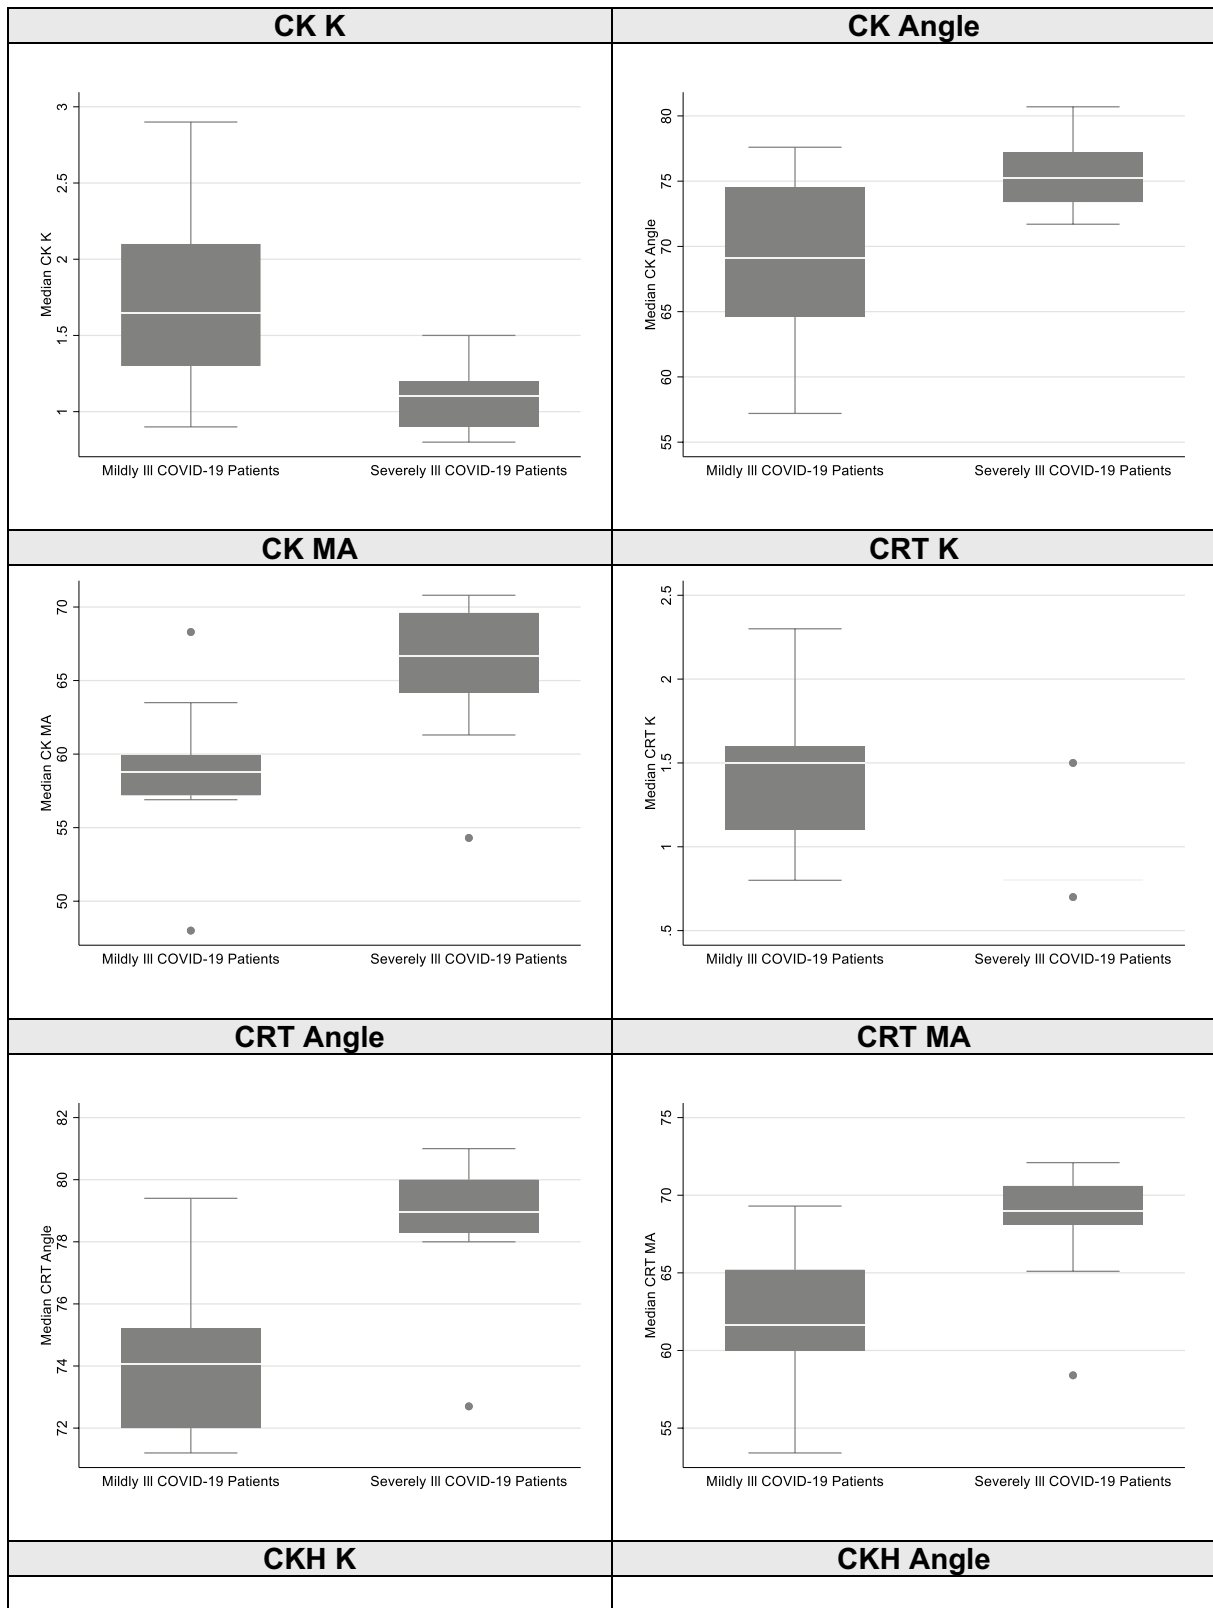 CK K
CK Angle
Median CK K
3
2.5
2
1.5
1
Mildly Ill COVID-19 Patients
Severely Ill COVID-19 Patients
Median CK Angle
80
75
70
65
60
55
Mildly Ill COVID-19 Patients
Severely Ill COVID-19 Patients
CK MA
CRT K
Median CK MA
70
65
60
55
50
Mildly Ill COVID-19 Patients
Severely Ill COVID-19 Patients
Median CRT K
2.5
2
1.5
1
.5
Mildly Ill COVID-19 Patients
Severely Ill COVID-19 Patients
CRT Angle
CRT MA
Median CRT Angle
82
80
78
76
74
72
Mildly Ill COVID-19 Patients
Severely Ill COVID-19 Patients
Median CRT MA
75
70
65
60
55
Mildly Ill COVID-19 Patients
Severely Ill COVID-19 Patients
CKH K
CKH Angle